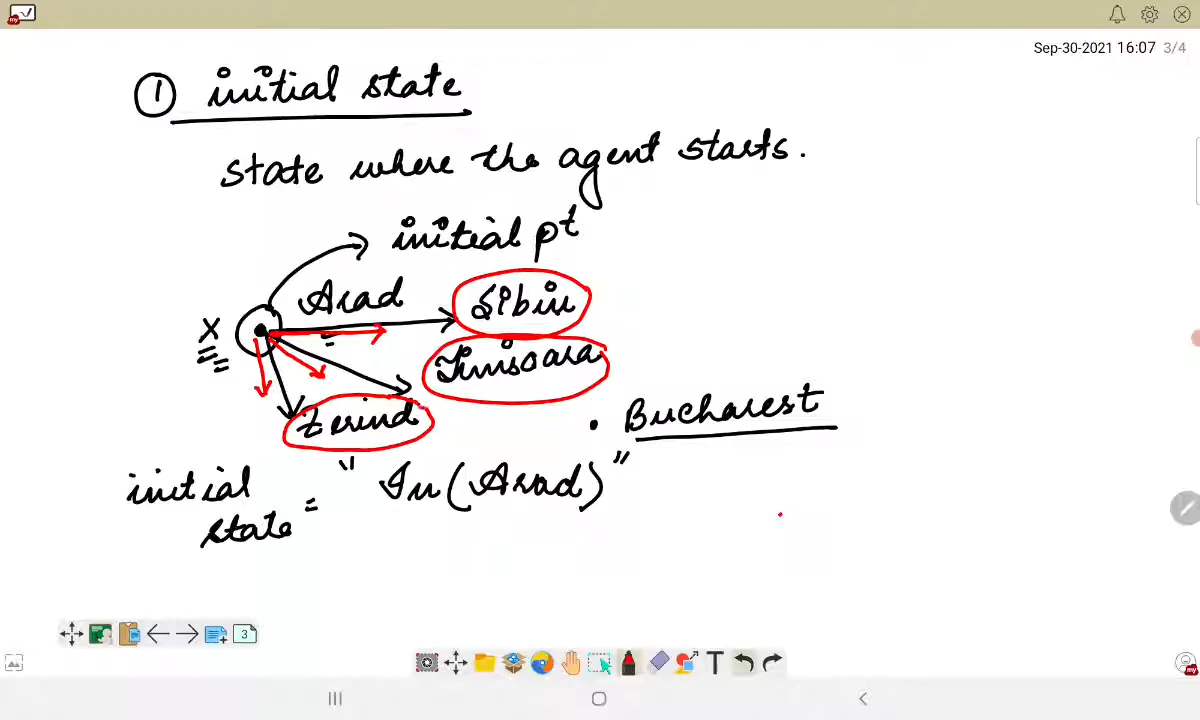 Sep-30-2021 16:07 3/4
① initial state
state where the agent starts.
initial pt
X Arad Sibiu
Timisoara
Zerind . Bucharest
initial state = "In(Arad)"
3
T